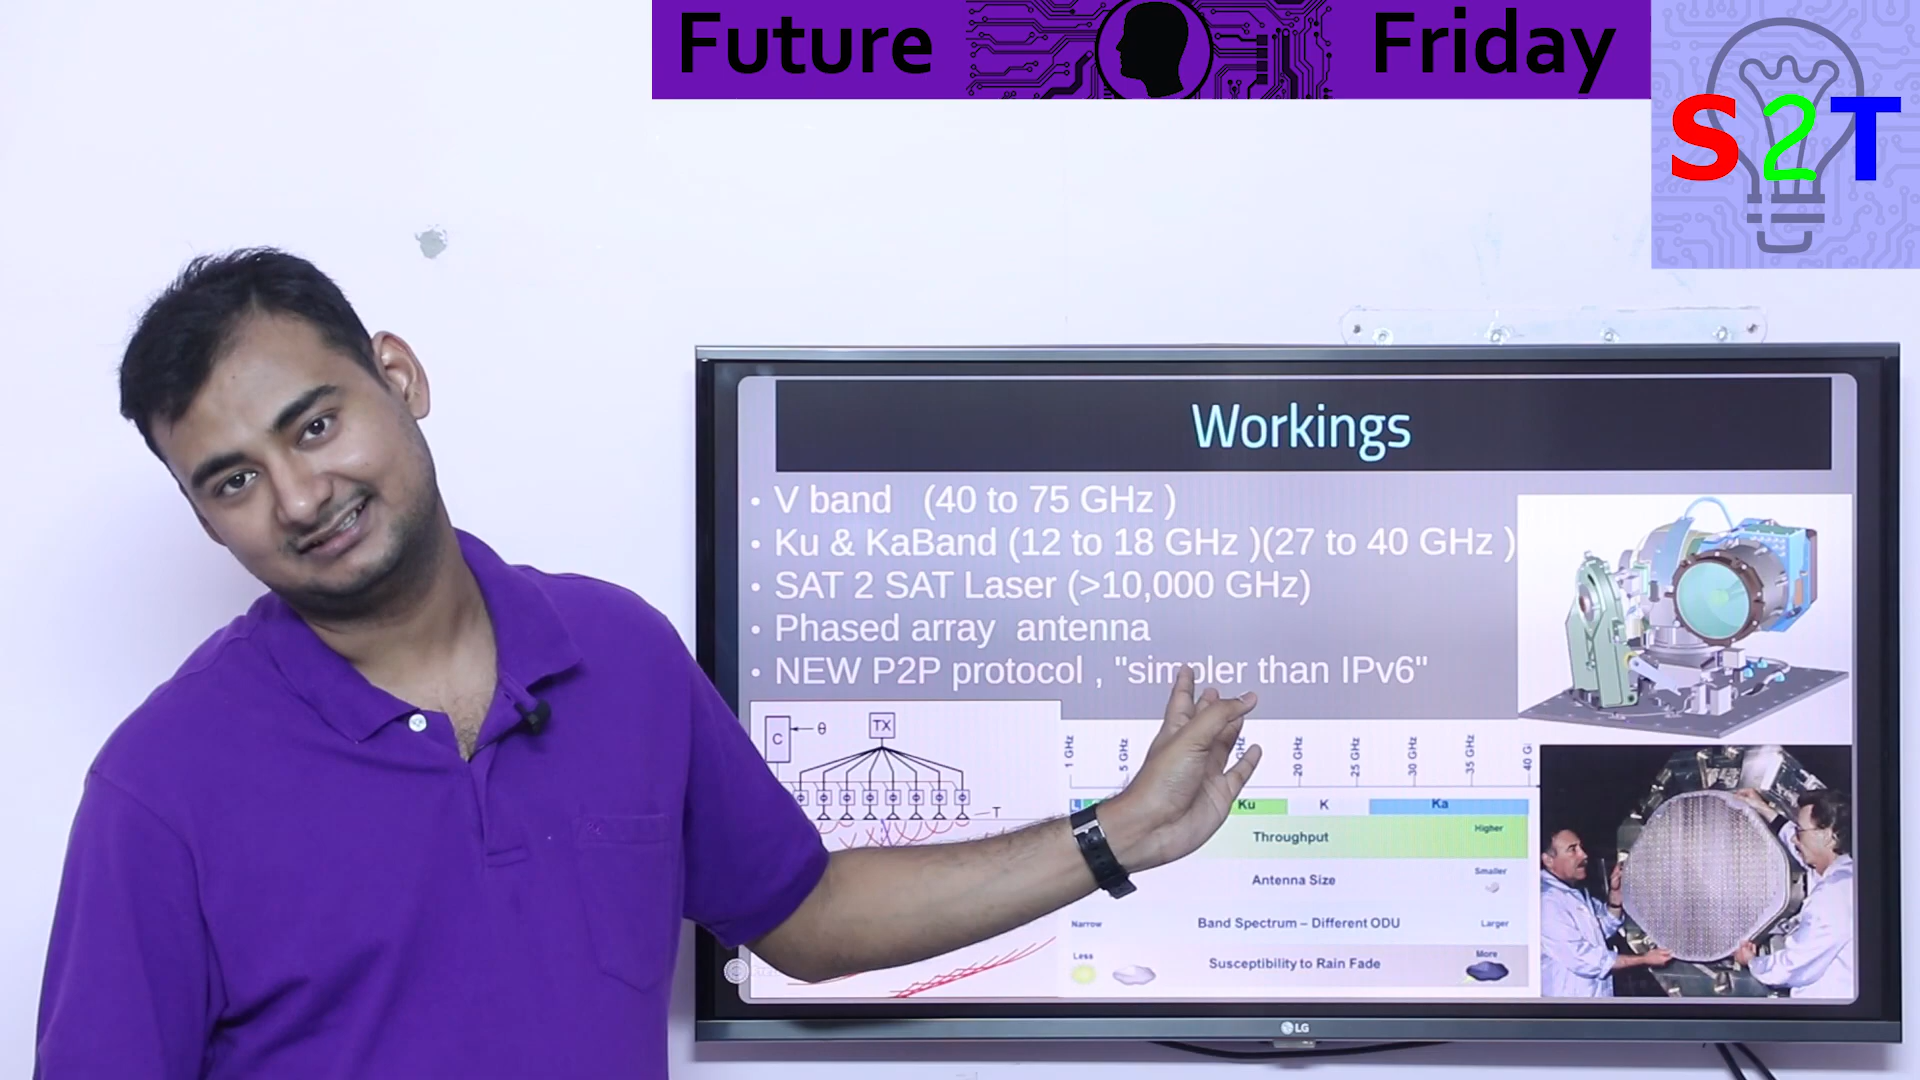 Future Friday
S2T
Workings
• V band (40 to 75 GHz )
• Ku & KaBand (12 to 18 GHz )(27 to 40 GHz )
• SAT 2 SAT Laser (>10,000 GHz)
• Phased array antenna
• NEW P2P protocol , "simpler than IPv6"
C
θ
TX
T
1 GHz
5 GHz
GHz
20 GHz
25 GHz
30 GHz
35 GHz
40 G
Ku K Ka
Throughput Higher
Antenna Size Smaller
Narrow Band Spectrum – Different ODU Larger
Less Susceptibility to Rain Fade More
LG